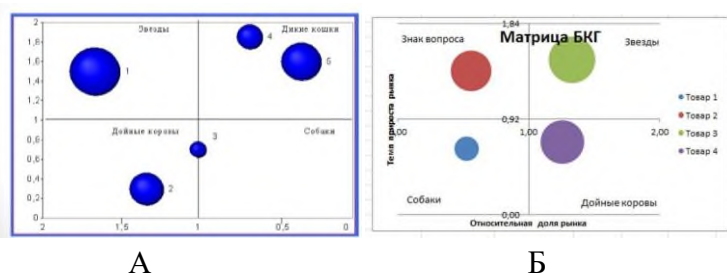 2
1,8
1,6
1,4
1,2
1
0,8
0,6
0,4
0,2
0
Звезды
Дикие кошки
4
1
5
Дойные коровы
Собаки
3
2
2
1,5
1
0,5
0
1,84
Матрица БКГ
Знак вопроса
Звезды
0,92
Темп прироста рынка
2,00
Товар 1
Товар 2
Товар 3
Товар 4
1,00
Собаки
Дойные коровы
0,00
Относительная доля рынка
А
Б